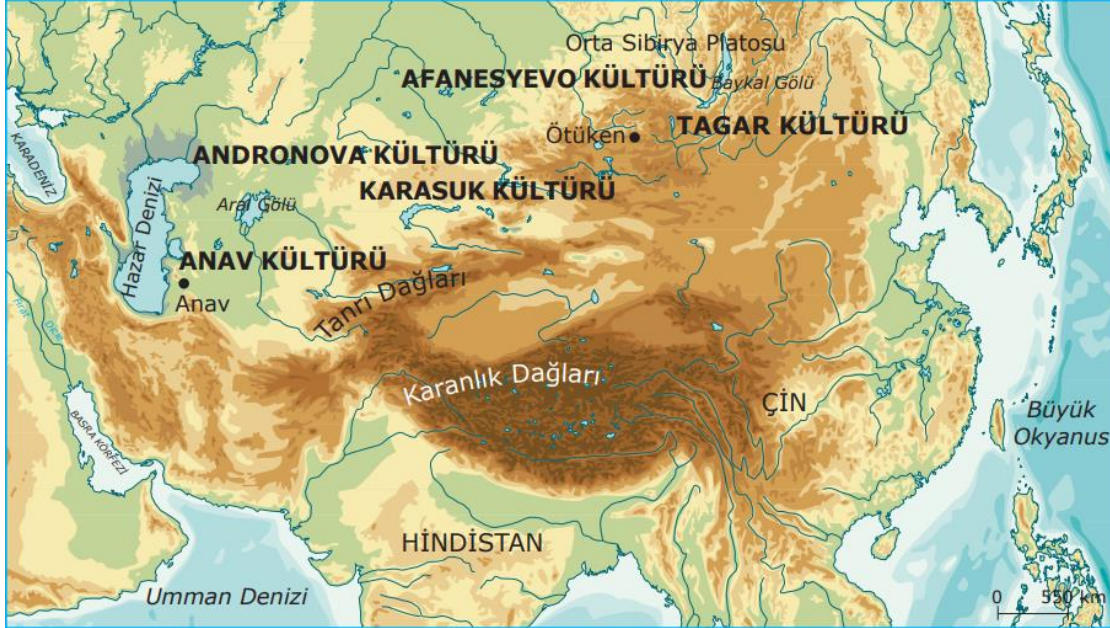 Orta Sibirya Platosu
AFANESYEVO KÜLTÜRÜ
Baykal Gölü
Ötüken
TAGAR KÜLTÜRÜ
KARADENİZ
ANDRONOVA KÜLTÜRÜ
KARASUK KÜLTÜRÜ
Hazar Denizi
Aral Gölü
ANAV KÜLTÜRÜ
Anav
Tanrı Dağları
Fırat
Dicle
Karanlık Dağları
ÇİN
Büyük
Okyanus
BASRA KÖRFEZİ
HİNDİSTAN
Umman Denizi
0 550 km